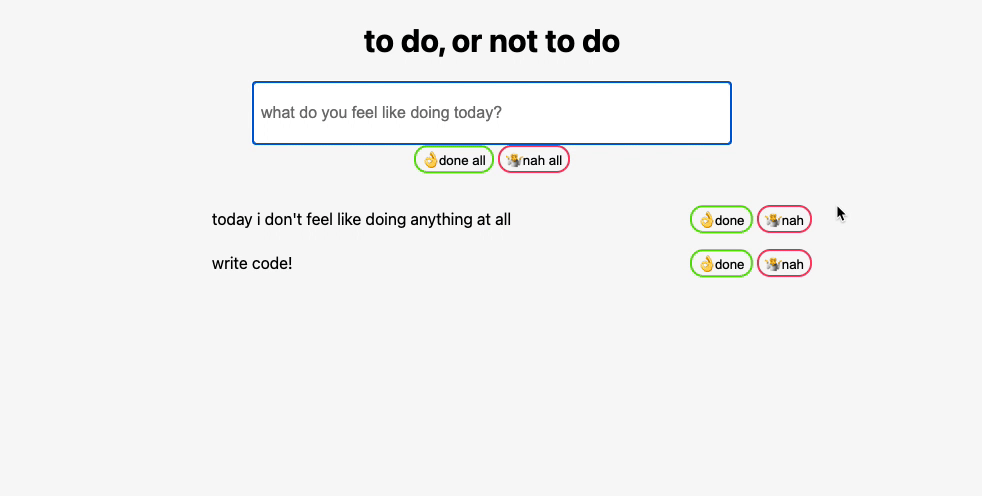 to do, or not to do
what do you feel like doing today?
👌done all 🤷‍♀️nah all
today i don't feel like doing anything at all 👌done 🤷‍♀️nah
write code! 👌done 🤷‍♀️nah